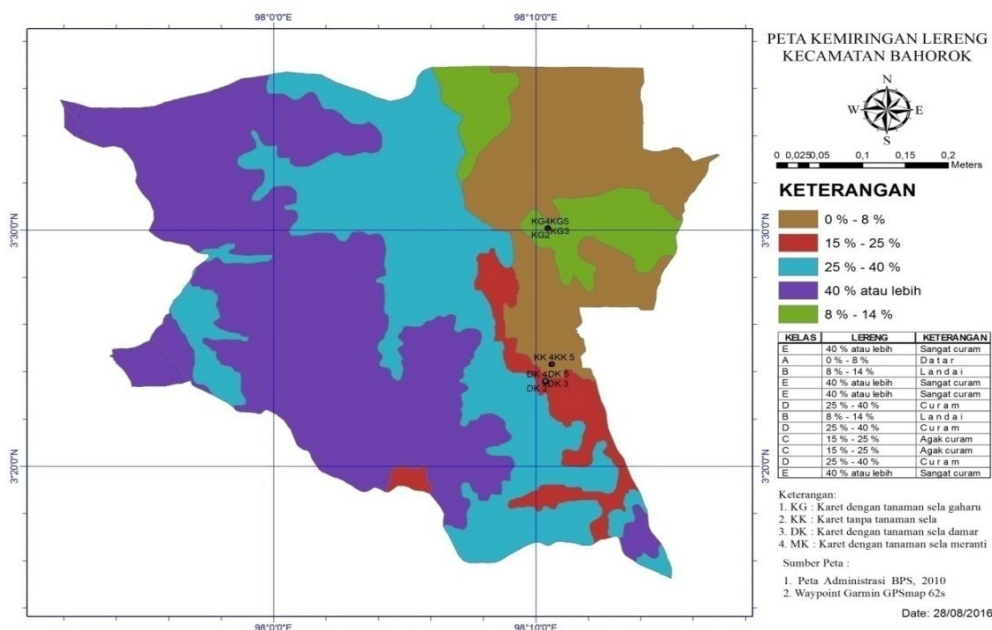 98°0'0"E
98°10'0"E
3°30'0"N
3°20'0"N
KG4KG5
KG3
KG2
KK 4KK 5
DK 4DK 5
DK 3
DK 2
98°0'0"E
98°10'0"E
3°30'0"N
3°20'0"N
PETA KEMIRINGAN LERENG
KECAMATAN BAHOROK
N
W E
S
0 0,0250,05 0,1 0,15 0,2
Meters
KETERANGAN
0 % - 8 %
15 % - 25 %
25 % - 40 %
40 % atau lebih
8 % - 14 %
KELAS LERENG KETERANGAN
E 40 % atau lebih Sangat curam
A 0 % - 8 % D a t a r
B 8 % - 14 % L a n d a i
E 40 % atau lebih Sangat curam
E 40 % atau lebih Sangat curam
D 25 % - 40 % C u r a m
B 8 % - 14 % L a n d a i
D 25 % - 40 % C u r a m
C 15 % - 25 % Agak curam
C 15 % - 25 % Agak curam
D 25 % - 40 % C u r a m
E 40 % atau lebih Sangat curam
Keterangan:
1. KG : Karet dengan tanaman sela gaharu
2. KK : Karet tanpa tanaman sela
3. DK : Karet dengan tanaman sela damar
4. MK : Karet dengan tanaman sela meranti
Sumber Peta :
1. Peta Administrasi BPS, 2010
2. Waypoint Garmin GPSmap 62s
Date: 28/08/2016